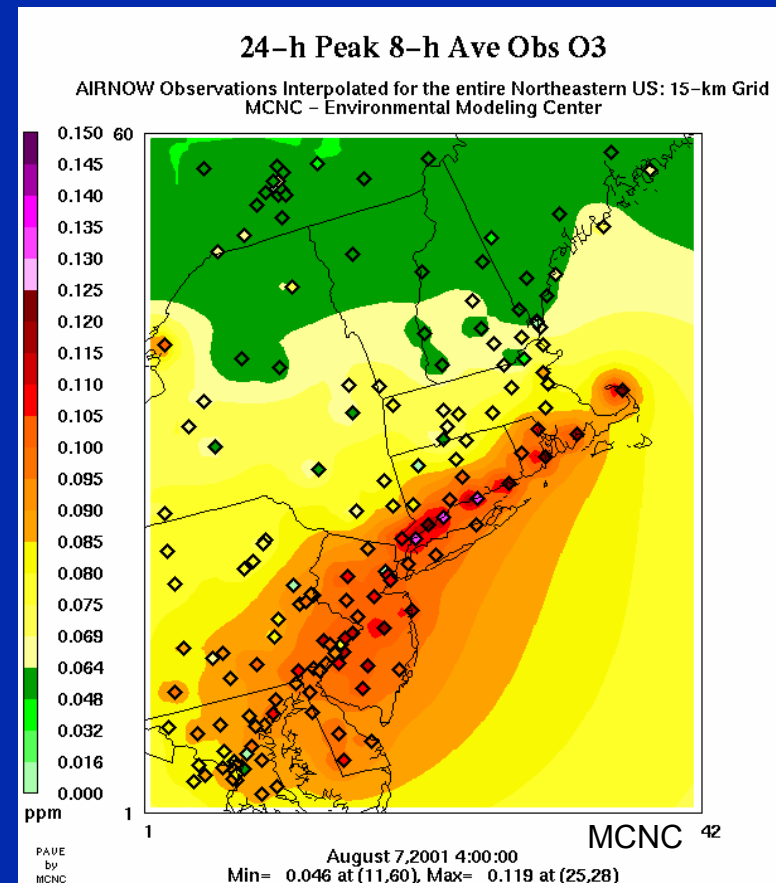 24-h Peak 8-h Ave Obs O3
AIRNOW Observations Interpolated for the entire Northeastern US: 15-km Grid
MCNC - Environmental Modeling Center
0.150
0.145
0.140
0.135
0.130
0.125
0.120
0.115
0.110
0.105
0.100
0.095
0.090
0.085
0.080
0.075
0.069
0.064
0.048
0.032
0.016
0.000
ppm
60
1
1
42
MCNC
PAVE
by
MCNC
August 7,2001 4:00:00
Min= 0.046 at (11,60), Max= 0.119 at (25,28)